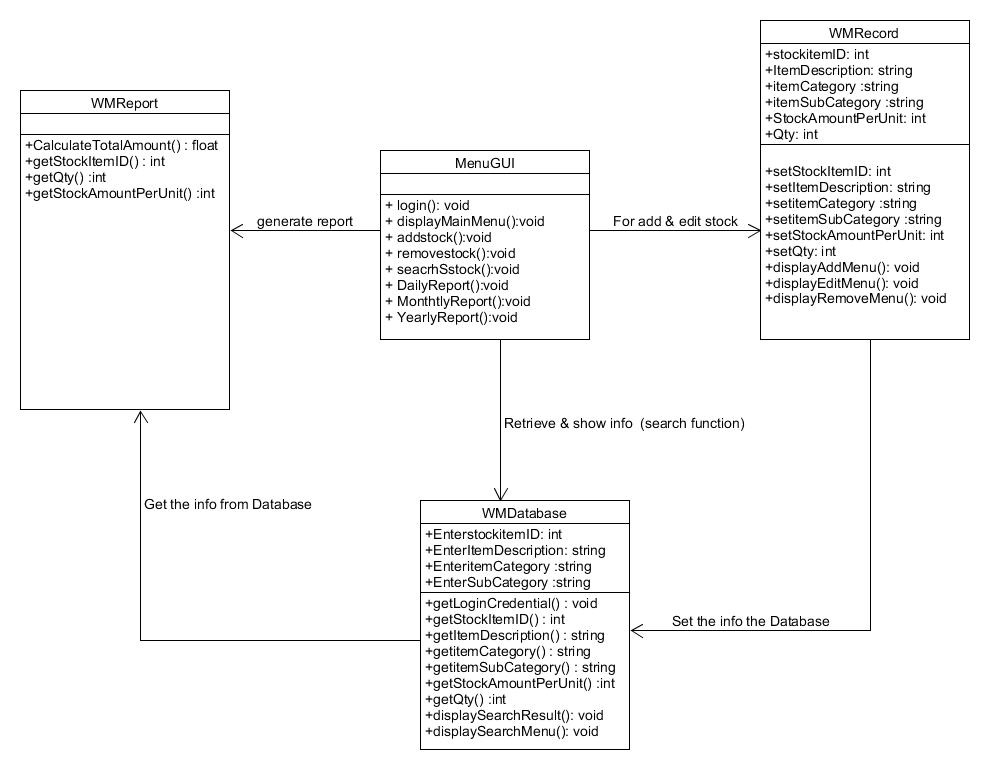 WMReport
+CalculateTotalAmount() : float
+getStockItemID() : int
+getQty() :int
+getStockAmountPerUnit() :int
generate report
MenuGUI
+ login(): void
+ displayMainMenu():void
+ addstock():void
+ removestock():void
+ seacrhSstock():void
+ DailyReport():void
+ MonthtlyReport():void
+ YearlyReport():void
For add & edit stock
WMRecord
+stockitemID: int
+ItemDescription: string
+itemCategory :string
+itemSubCategory :string
+StockAmountPerUnit: int
+Qty: int
+setStockItemID: int
+setItemDescription: string
+setitemCategory :string
+setitemSubCategory :string
+setStockAmountPerUnit: int
+setQty: int
+displayAddMenu(): void
+displayEditMenu(): void
+displayRemoveMenu(): void
Retrieve & show info (search function)
Get the info from Database
WMDatabase
+EnterstockitemID: int
+EnterItemDescription: string
+EnteritemCategory :string
+EnterSubCategory :string
+getLoginCredential() : void
+getStockItemID() : int
+getItemDescription() : string
+getitemCategory() : string
+getitemSubCategory() : string
+getStockAmountPerUnit() :int
+getQty() :int
+displaySearchResult(): void
+displaySearchMenu(): void
Set the info the Database